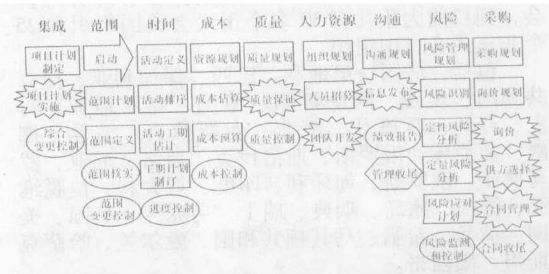 集成 范围 时间 成本 质量 人力资源 沟通 风险 采购
项目计划制定 启动 活动定义 资源规划 质量规划 组织规划 沟通规划 风险管理规划 采购规划
项目计划实施 范围计划 活动排序 成本估算 质量保证 人员招募 信息发布 风险识别 询价规划
综合变更控制 范围定义 活动工期估计 成本预算 质量控制 团队开发 绩效报告 定性风险分析 询价
范围核实 工期计划制订 成本控制 管理收尾 定量风险分析 供方选择
范围变更控制 进度控制 风险应对计划 合同管理
风险监测和控制 合同收尾